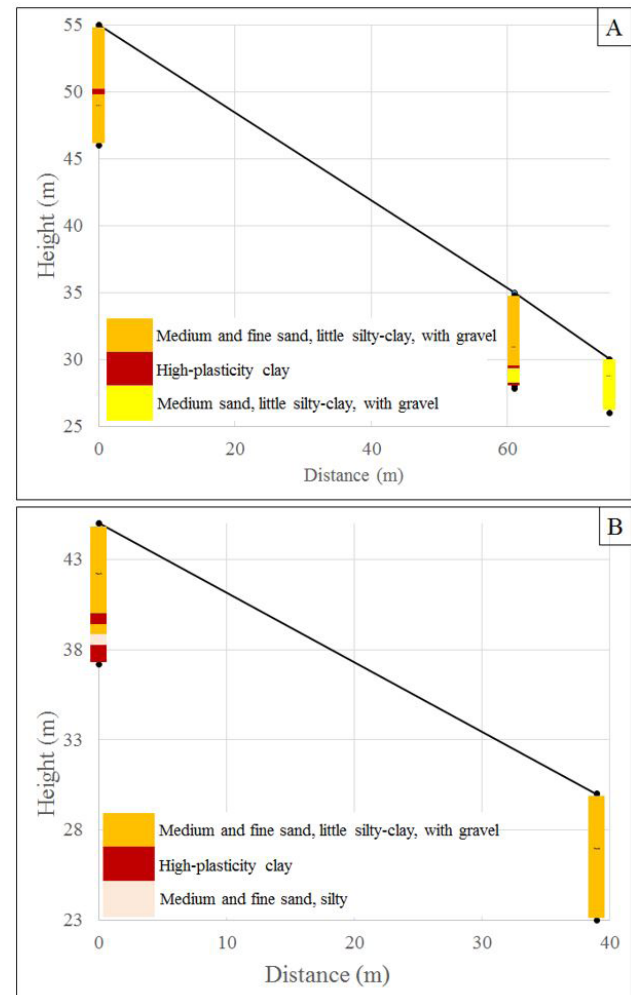 A
55
50
45
40
35
30
25
Height (m)
Medium and fine sand, little silty-clay, with gravel
High-plasticity clay
Medium sand, little silty-clay, with gravel
0 20 40 60
Distance (m)
B
43
38
33
28
23
Height (m)
Medium and fine sand, little silty-clay, with gravel
High-plasticity clay
Medium and fine sand, silty
0 10 20 30 40
Distance (m)